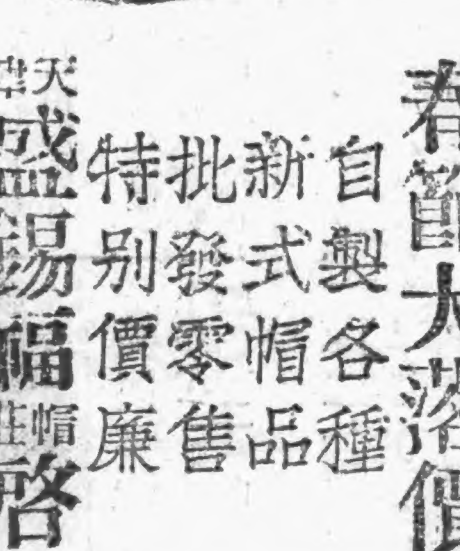 春節大落價
自製各種
新式帽品
批發零售
特别價廉
天津盛錫福帽莊啓